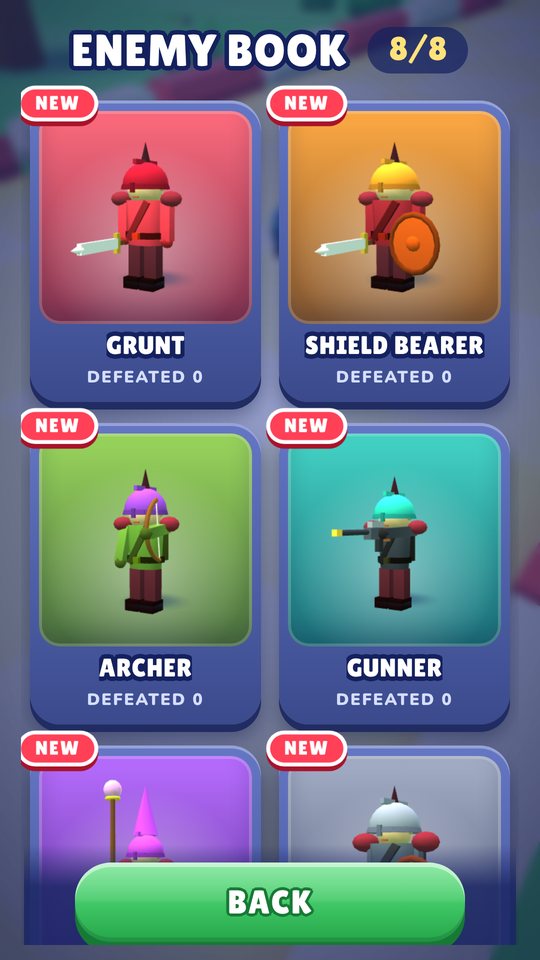 ENEMY BOOK 8/8
NEW NEW
GRUNT SHIELD BEARER
DEFEATED 0 DEFEATED 0
NEW NEW
ARCHER GUNNER
DEFEATED 0 DEFEATED 0
NEW NEW
BACK